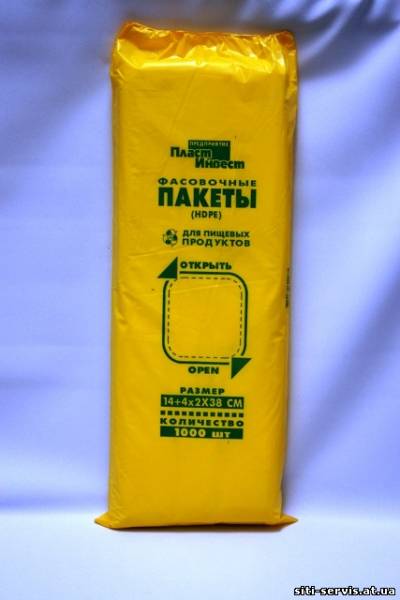 ПРЕДПРИЯТИЕ
Пласт
Инвест
ФАСОВОЧНЫЕ
ПАКЕТЫ
(HDPE)
ДЛЯ ПИЩЕВЫХ
ПРОДУКТОВ
ОТКРЫТЬ
OPEN
РАЗМЕР
14+4x2X38 СМ
КОЛИЧЕСТВО
1000 ШТ
siti-servis.at.ua